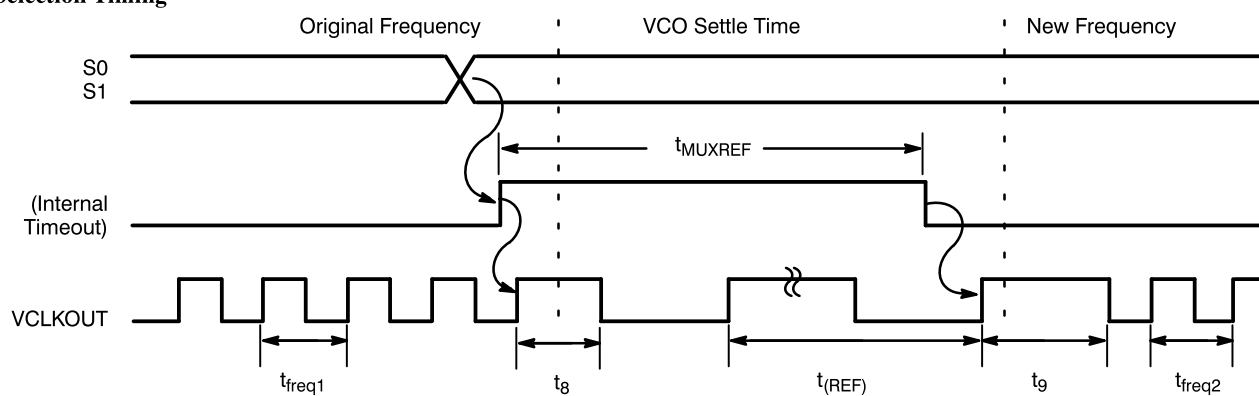 Selection Timing
Original Frequency VCO Settle Time New Frequency
S0
S1
tMUXREF
(Internal
Timeout)
VCLKOUT
tfreq1 t8 t(REF) t9 tfreq2